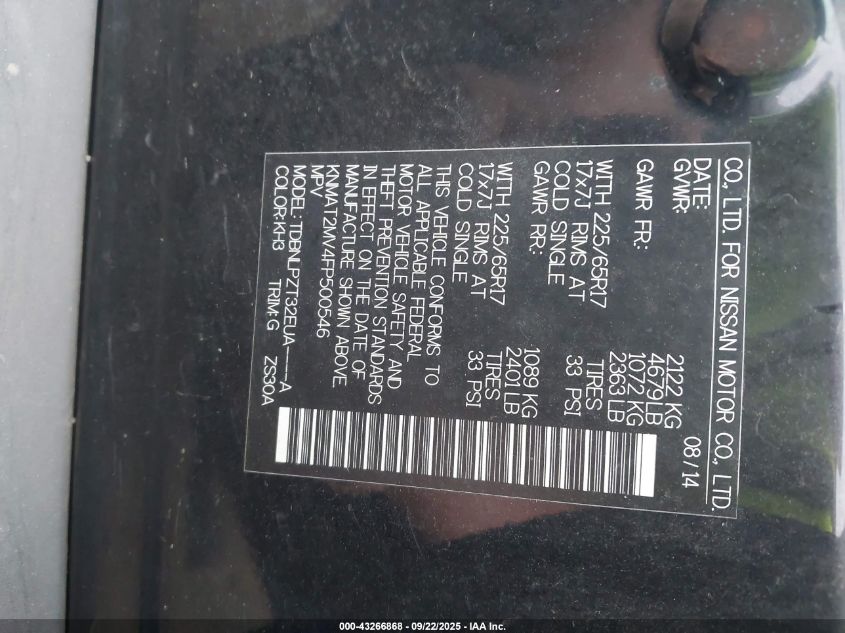 CO., LTD. FOR NISSAN MOTOR CO., LTD.
DATE: 08/14
GVWR: 2122 KG
4679LB
GAWR FR: 1072 KG
2363 LB
WITH 225/65R17 TIRES
17x7J RIMS AT
COLD SINGLE 33 PSI
GAWR RR: 1089 KG
2401 LB
WITH 225/65R17 TIRES
17x7J RIMS AT
COLD SINGLE 33 PSI
THIS VEHICLE CONFORMS TO
ALL APPLICABLE FEDERAL
MOTOR VEHICLE SAFETY AND
THEFT PREVENTION STANDARDS
IN EFFECT ON THE DATE OF
MANUFACTURE SHOWN ABOVE.
KNMAT2MV4FP500546
MPV
MODEL: TDBNLPZT32EUA-----A
COLOR:KH3 TRIM:G ZS30A
000-43266868 - 09/22/2025 - IAA Inc.